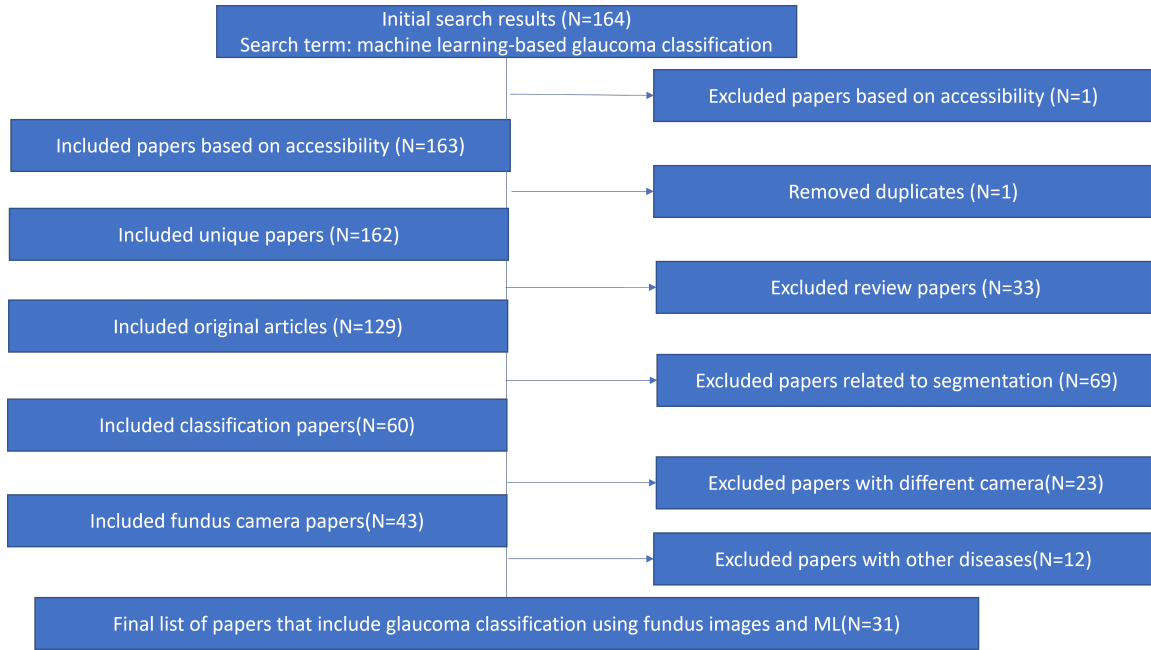 Initial search results (N=164)
Search term: machine learning-based glaucoma classification
Excluded papers based on accessibility (N=1)
Included papers based on accessibility (N=163)
Removed duplicates (N=1)
Included unique papers (N=162)
Excluded review papers (N=33)
Included original articles (N=129)
Excluded papers related to segmentation (N=69)
Included classification papers(N=60)
Excluded papers with different camera(N=23)
Included fundus camera papers(N=43)
Excluded papers with other diseases(N=12)
Final list of papers that include glaucoma classification using fundus images and ML(N=31)